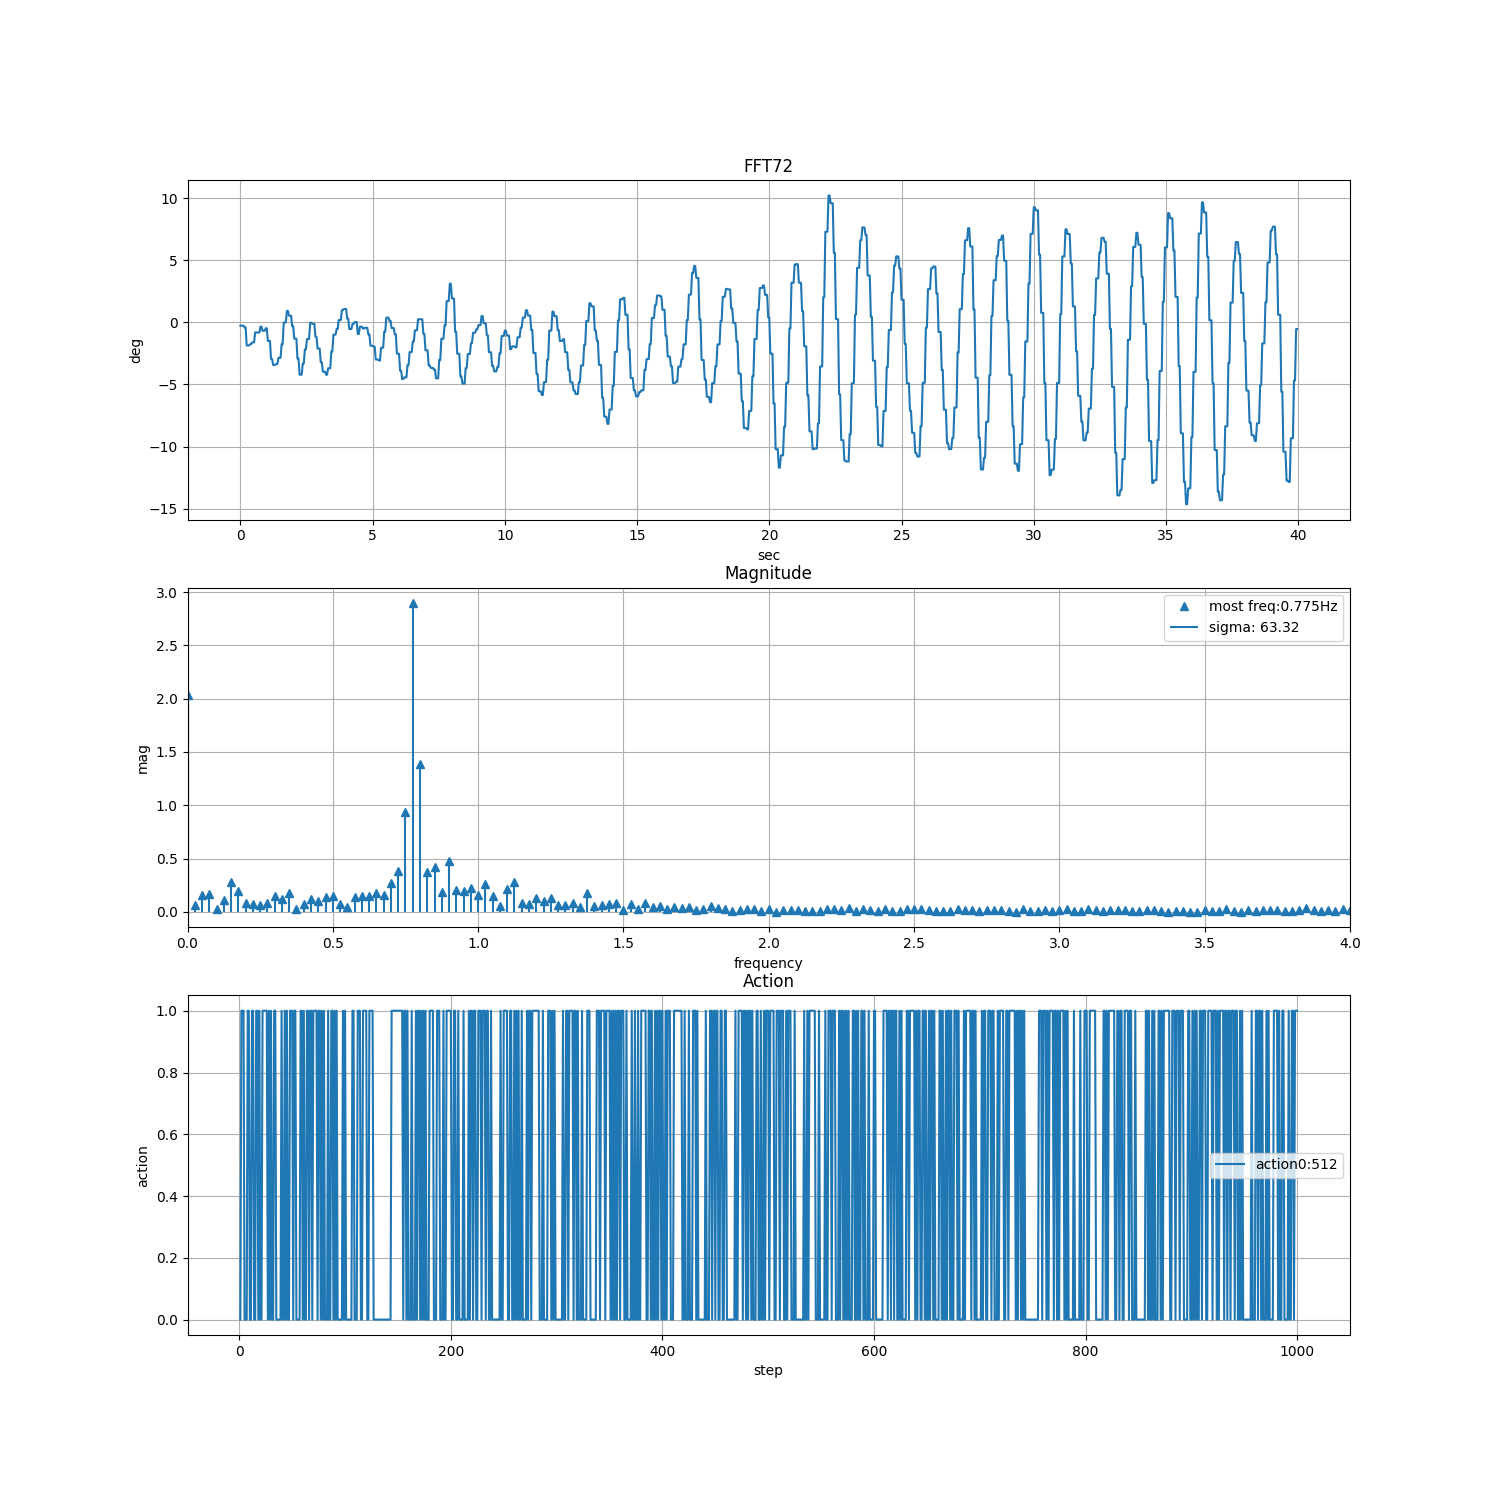 FFT72
10
5
0
−5
−10
−15
deg
0 5 10 15 20 25 30 35 40
sec
Magnitude
3.0
2.5
2.0
1.5
1.0
0.5
0.0
mag
most freq:0.775Hz
sigma: 63.32
0.0 0.5 1.0 1.5 2.0 2.5 3.0 3.5 4.0
frequency
Action
1.0
0.8
0.6
0.4
0.2
0.0
action
action0:512
0 200 400 600 800 1000
step